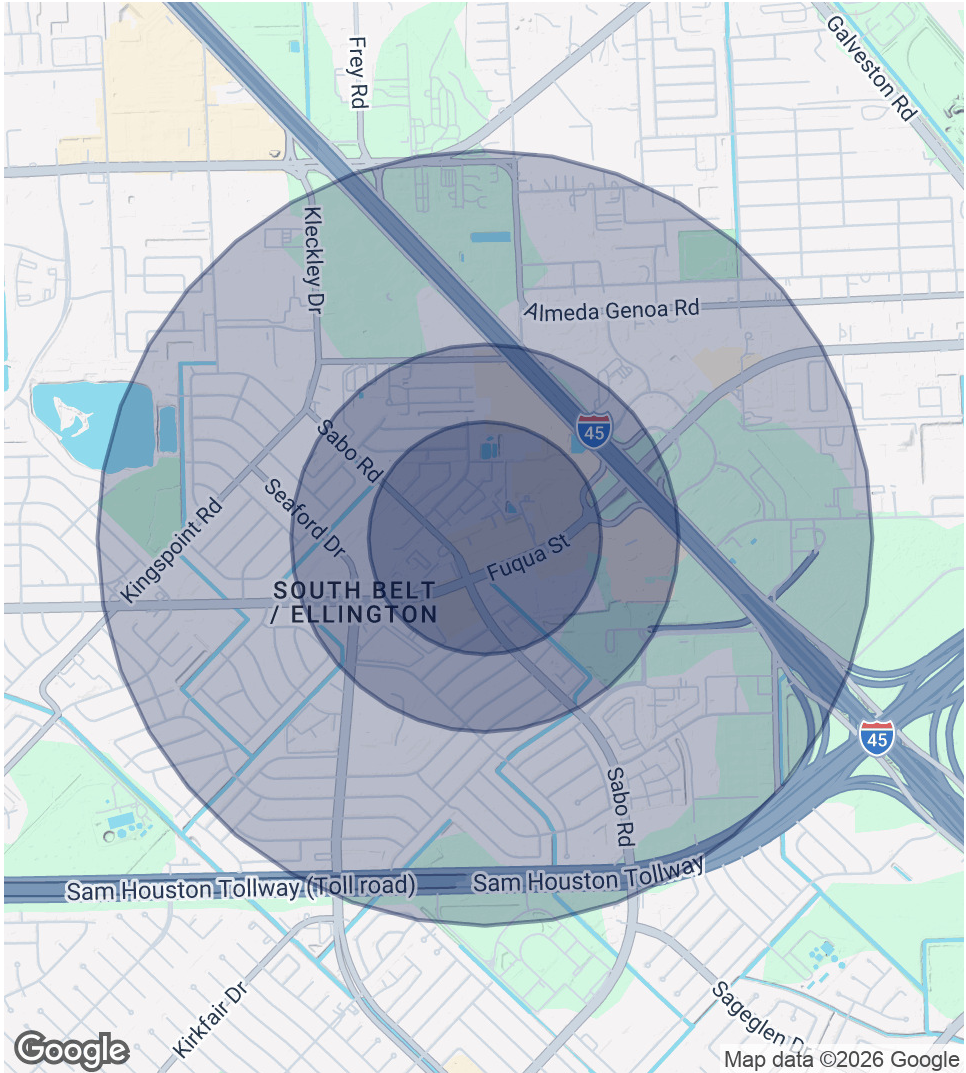 Frey Rd
Galveston Rd
Kleckley Dr
Almeda Genoa Rd
45
Sabo Rd
Seaford Dr
Kingspoint Rd
Fuqua St
SOUTH BELT
/ ELLINGTON
45
Sabo Rd
Sam Houston Tollway (Toll road)
Sam Houston Tollway
Kirkfair Dr
Sageglen Dr
Google
Map data ©2026 Google